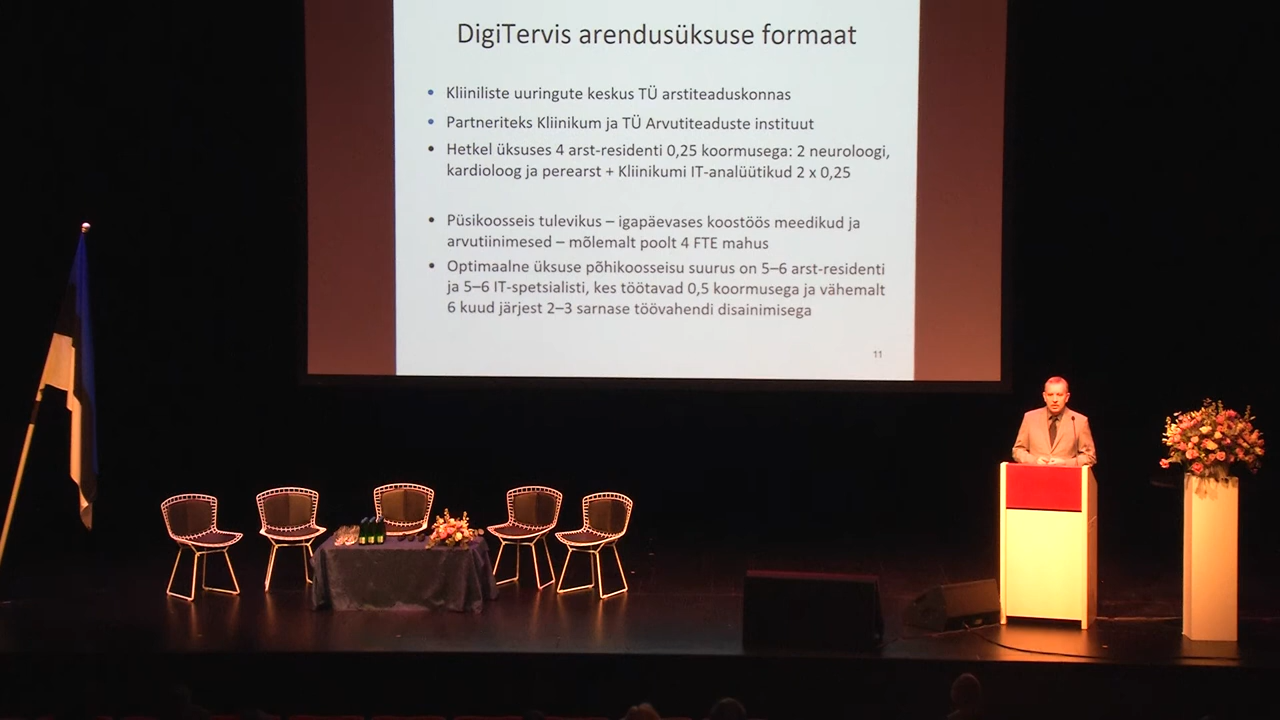 DigiTervis arendusüksuse formaat
• Kliiniliste uuringute keskus TÜ arstiteaduskonnas
• Partneriteks Kliinikum ja TÜ Arvutiteaduste instituut
• Hetkel üksuses 4 arst-residenti 0,25 koormusega: 2 neuroloogi,
kardioloog ja perearst + Kliinikumi IT-analüütikud 2 x 0,25
• Püsikoosseis tulevikus – igapäevases koostöös meedikud ja
arvutiinimesed – mõlemalt poolt 4 FTE mahus
• Optimaalne üksuse põhikoosseisu suurus on 5–6 arst-residenti
ja 5–6 IT-spetsialisti, kes töötavad 0,5 koormusega ja vähemalt
6 kuud järjest 2–3 sarnase töövahendi disainimisega
11